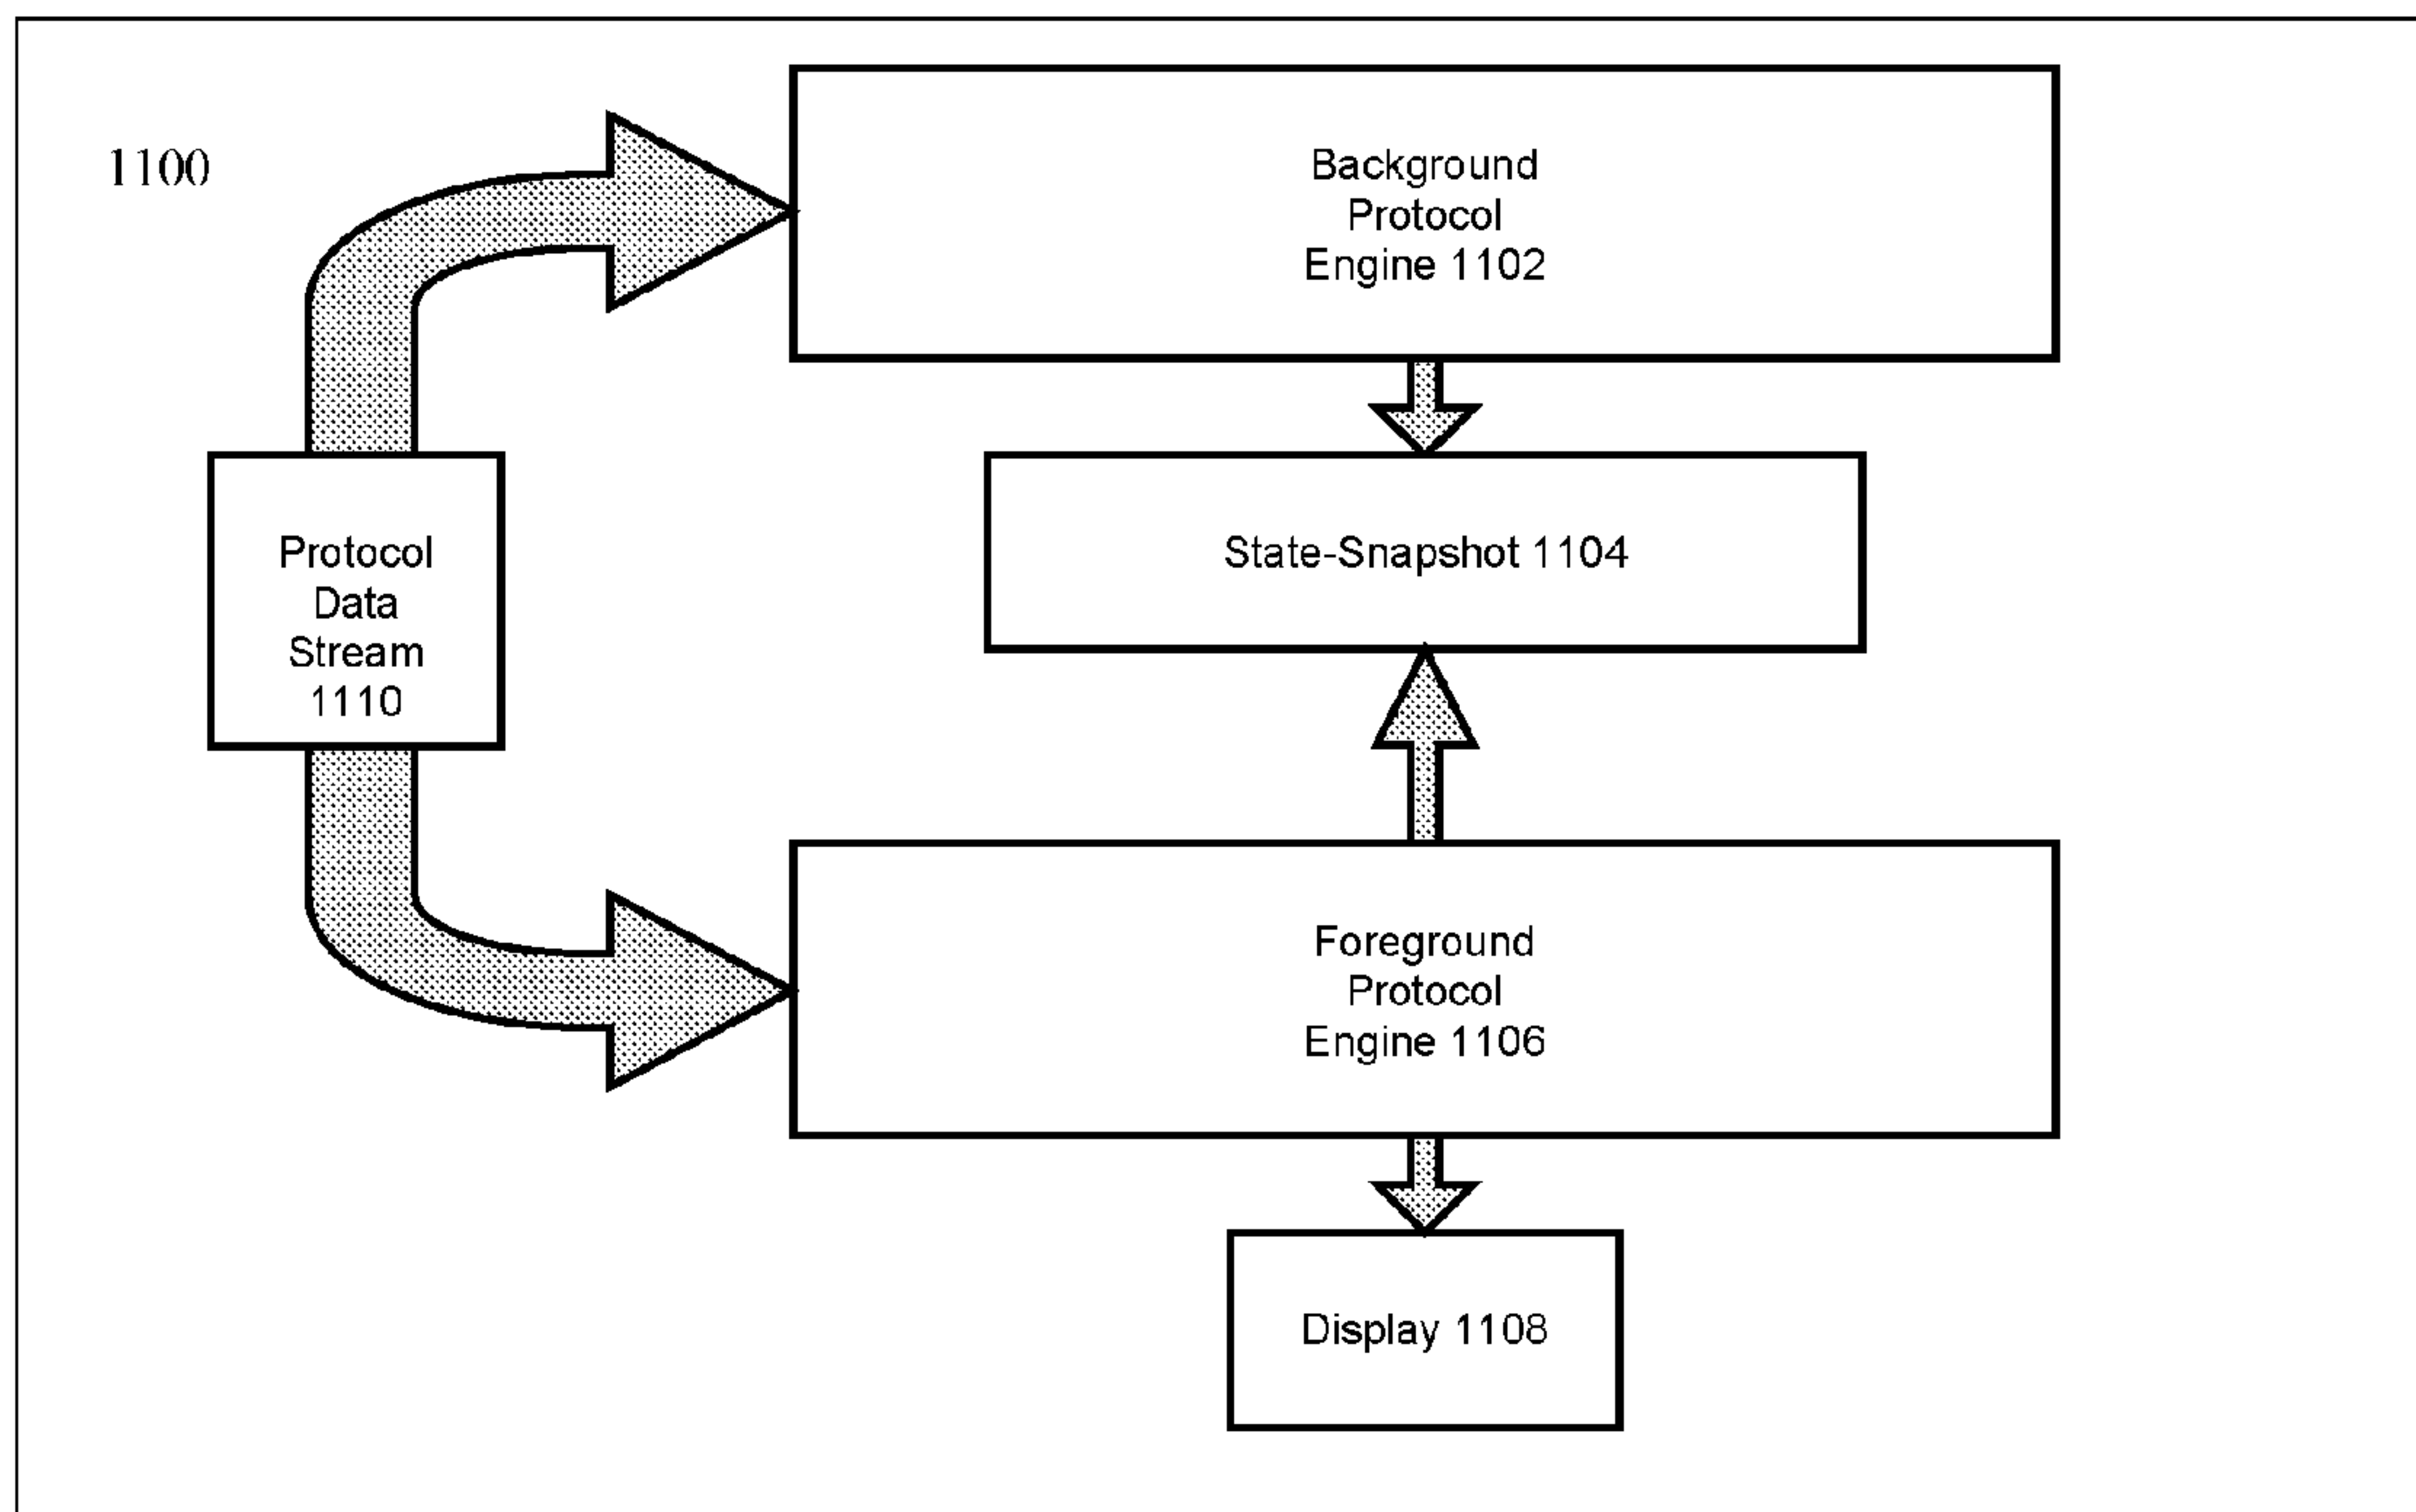 1100
Background
Protocol
Engine 1102
State-Snapshot 1104
Protocol
Data
Stream
1110
Foreground
Protocol
Engine 1106
Display 1108